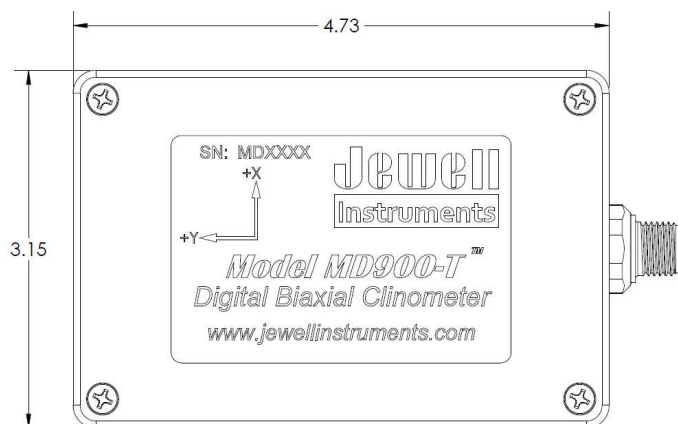 4.73
SN: MDXXXX
+X
Jewell
Instruments
3.15
+Y
Model MD900-T™
Digital Biaxial Clinometer
www.jewellinstruments.com